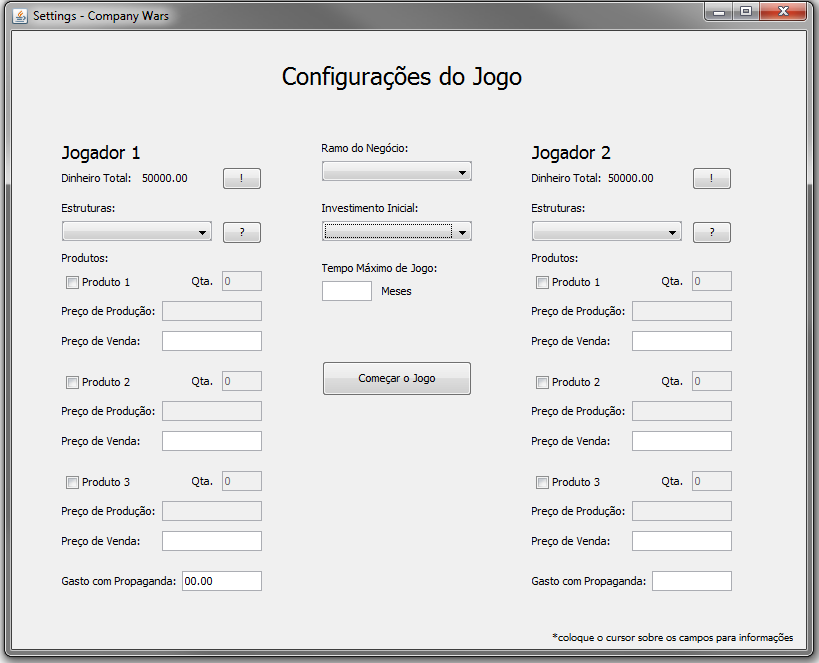 Settings - Company Wars
Configurações do Jogo
Jogador 1
Dinheiro Total: 50000.00 !
Estruturas:
?
Produtos:
Produto 1 Qta. 0
Preço de Produção:
Preço de Venda:
Produto 2 Qta. 0
Preço de Produção:
Preço de Venda:
Produto 3 Qta. 0
Preço de Produção:
Preço de Venda:
Gasto com Propaganda: 00.00
Ramo do Negócio:
Investimento Inicial:
Tempo Máximo de Jogo:
Meses
Começar o Jogo
Jogador 2
Dinheiro Total: 50000.00 !
Estruturas:
?
Produtos:
Produto 1 Qta. 0
Preço de Produção:
Preço de Venda:
Produto 2 Qta. 0
Preço de Produção:
Preço de Venda:
Produto 3 Qta. 0
Preço de Produção:
Preço de Venda:
Gasto com Propaganda:
*coloque o cursor sobre os campos para informações